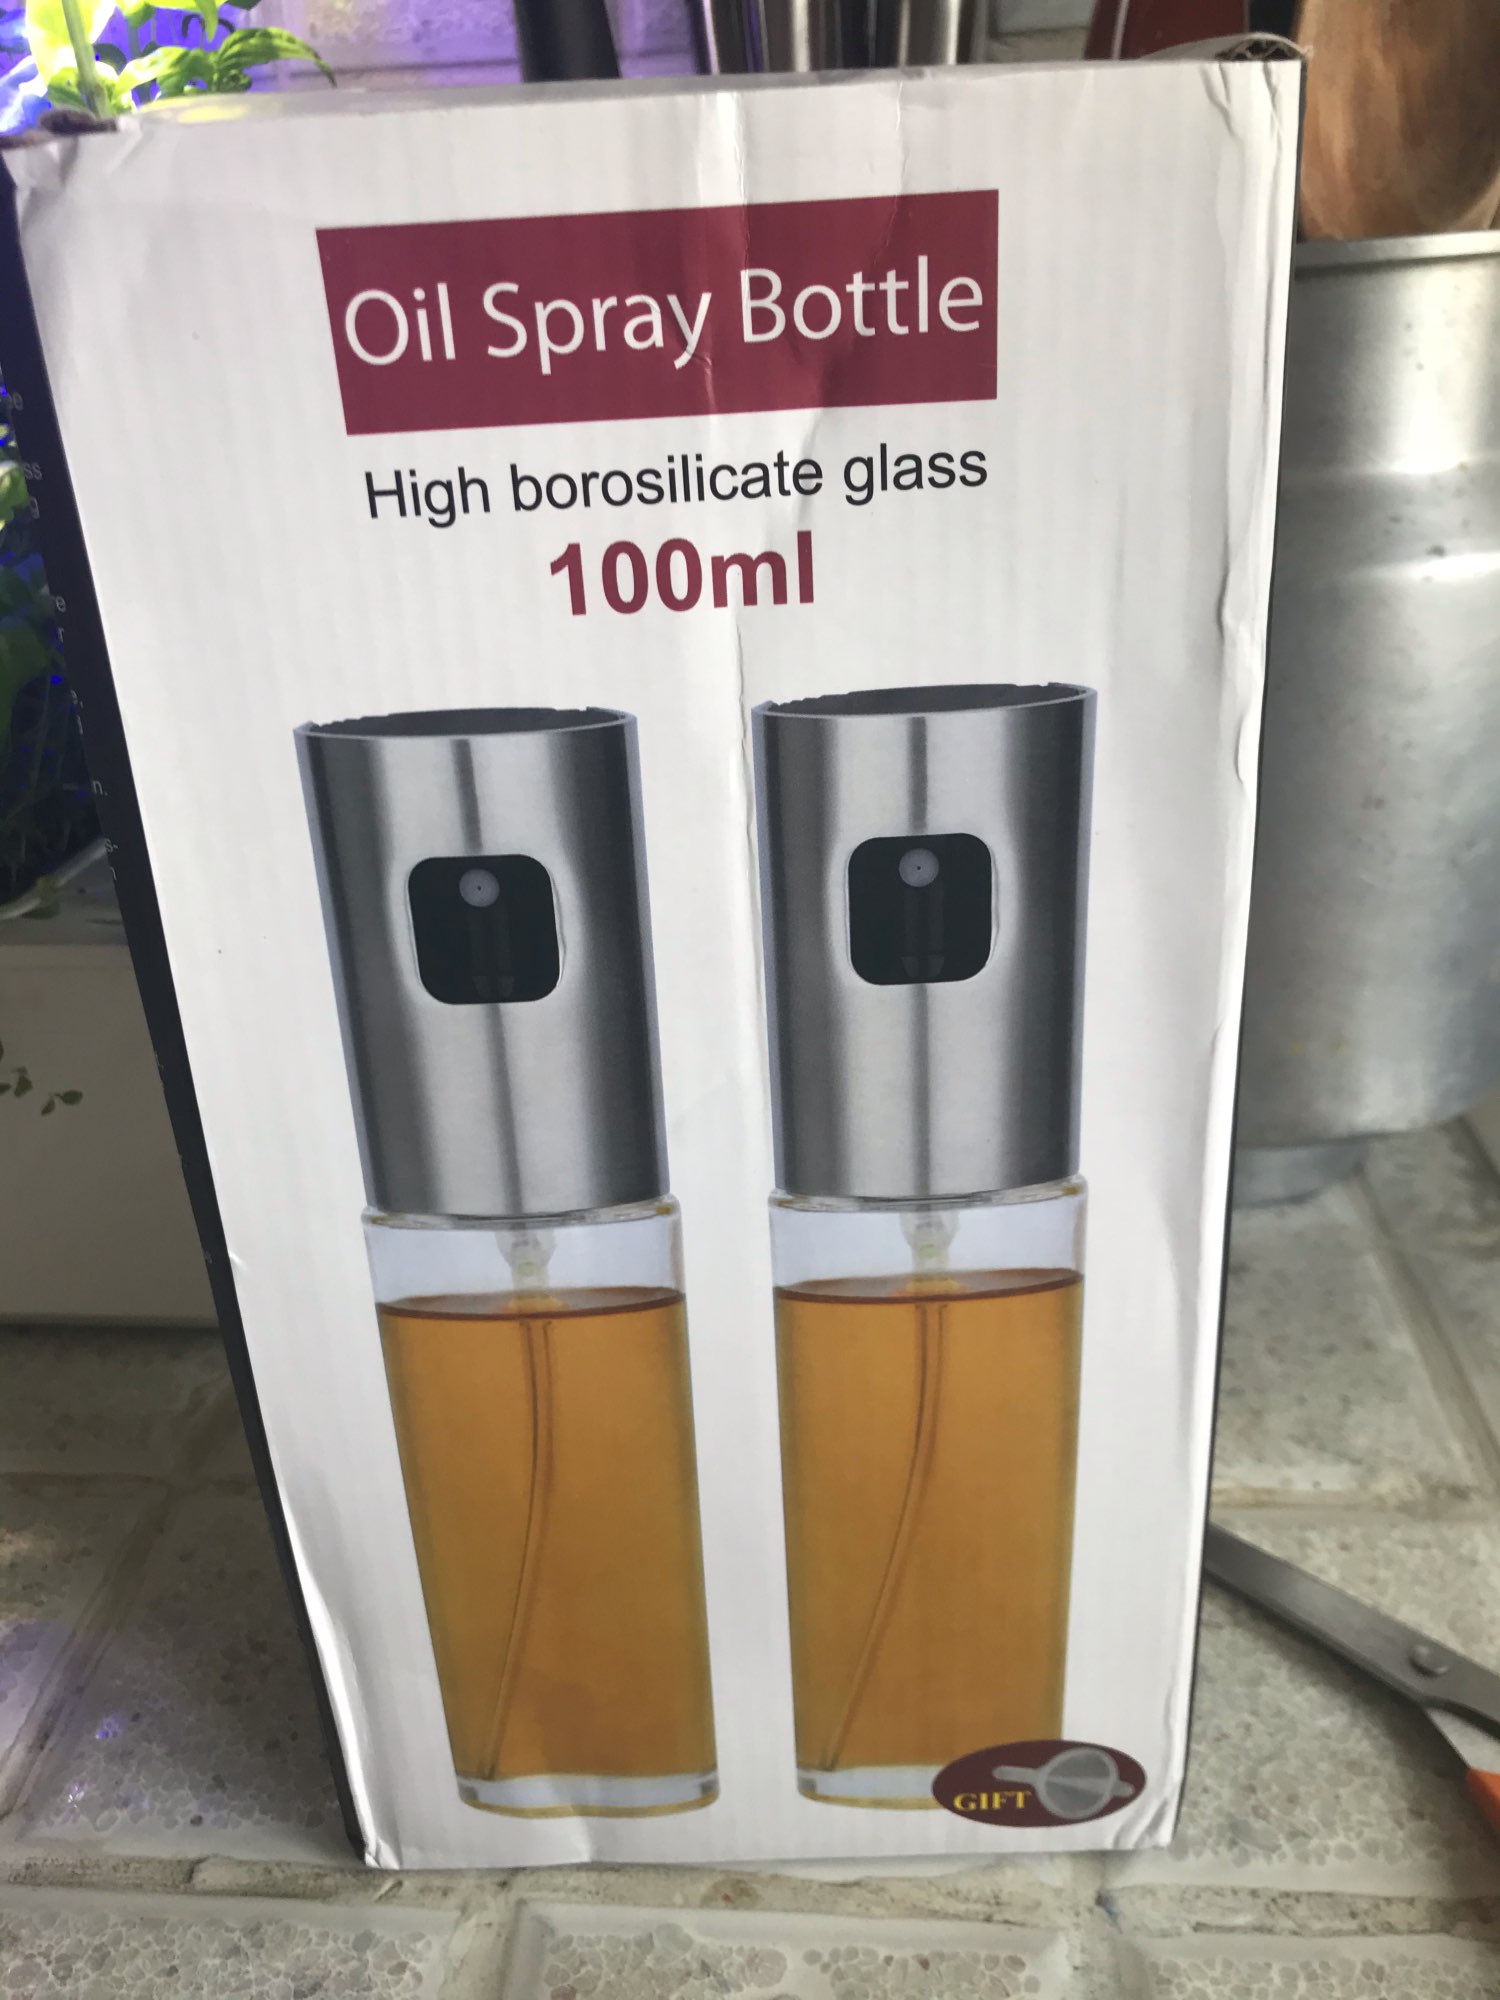 Oil Spray Bottle
High borosilicate glass
100ml
GIFT